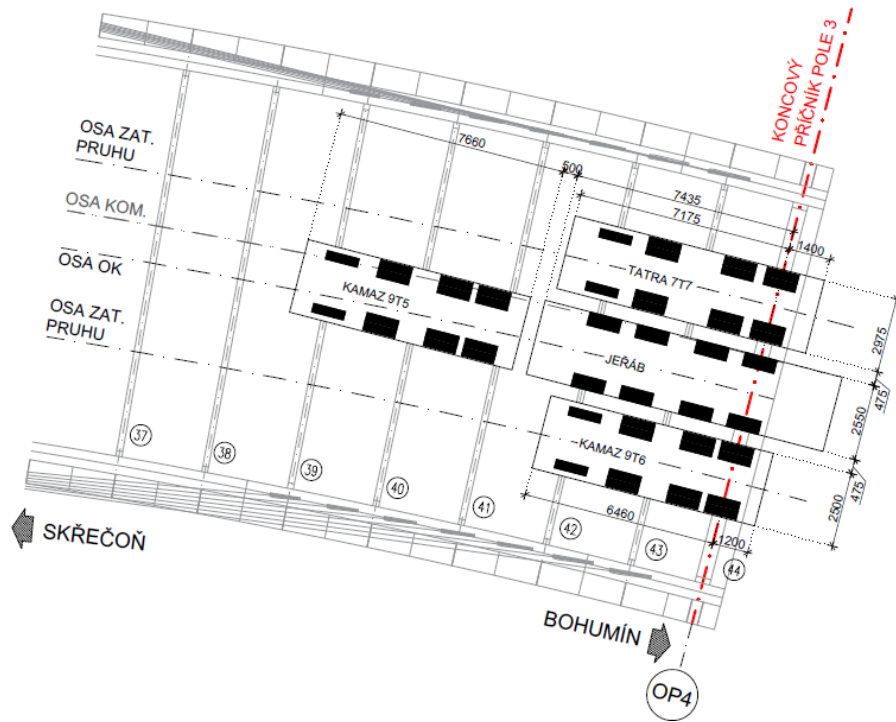 KONCOVÝ
PŘÍČNÍK POLE 3
OSA ZAT.
PRUHU
7660
500
7435
7175
1400
OSA KOM.
TATRA 7T7
OSA OK
KAMAZ 9T5
OSA ZAT.
PRUHU
JEŘÁB
2975
475
2550
KAMAZ 9T6
475
2500
37
38
39
40
41
42
43
44
6460
1200
SKŘEČOŇ
BOHUMÍN
OP4